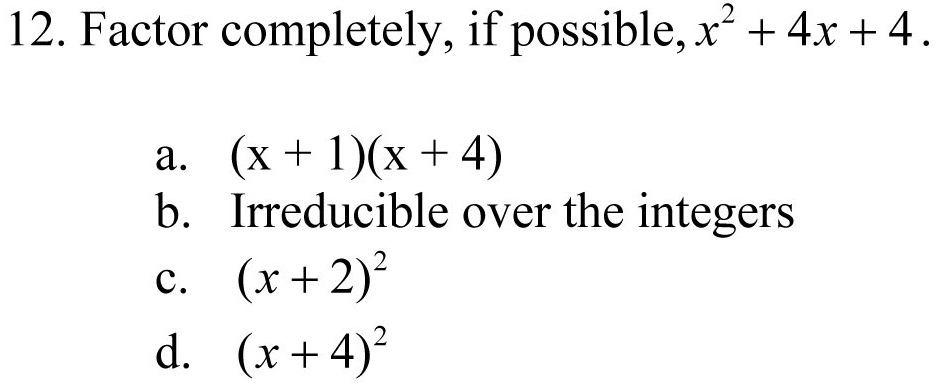 12. Factor completely, if possible, x² + 4x + 4.
a. (x + 1)(x + 4)
b. Irreducible over the integers
c. (x + 2)²
d. (x + 4)²